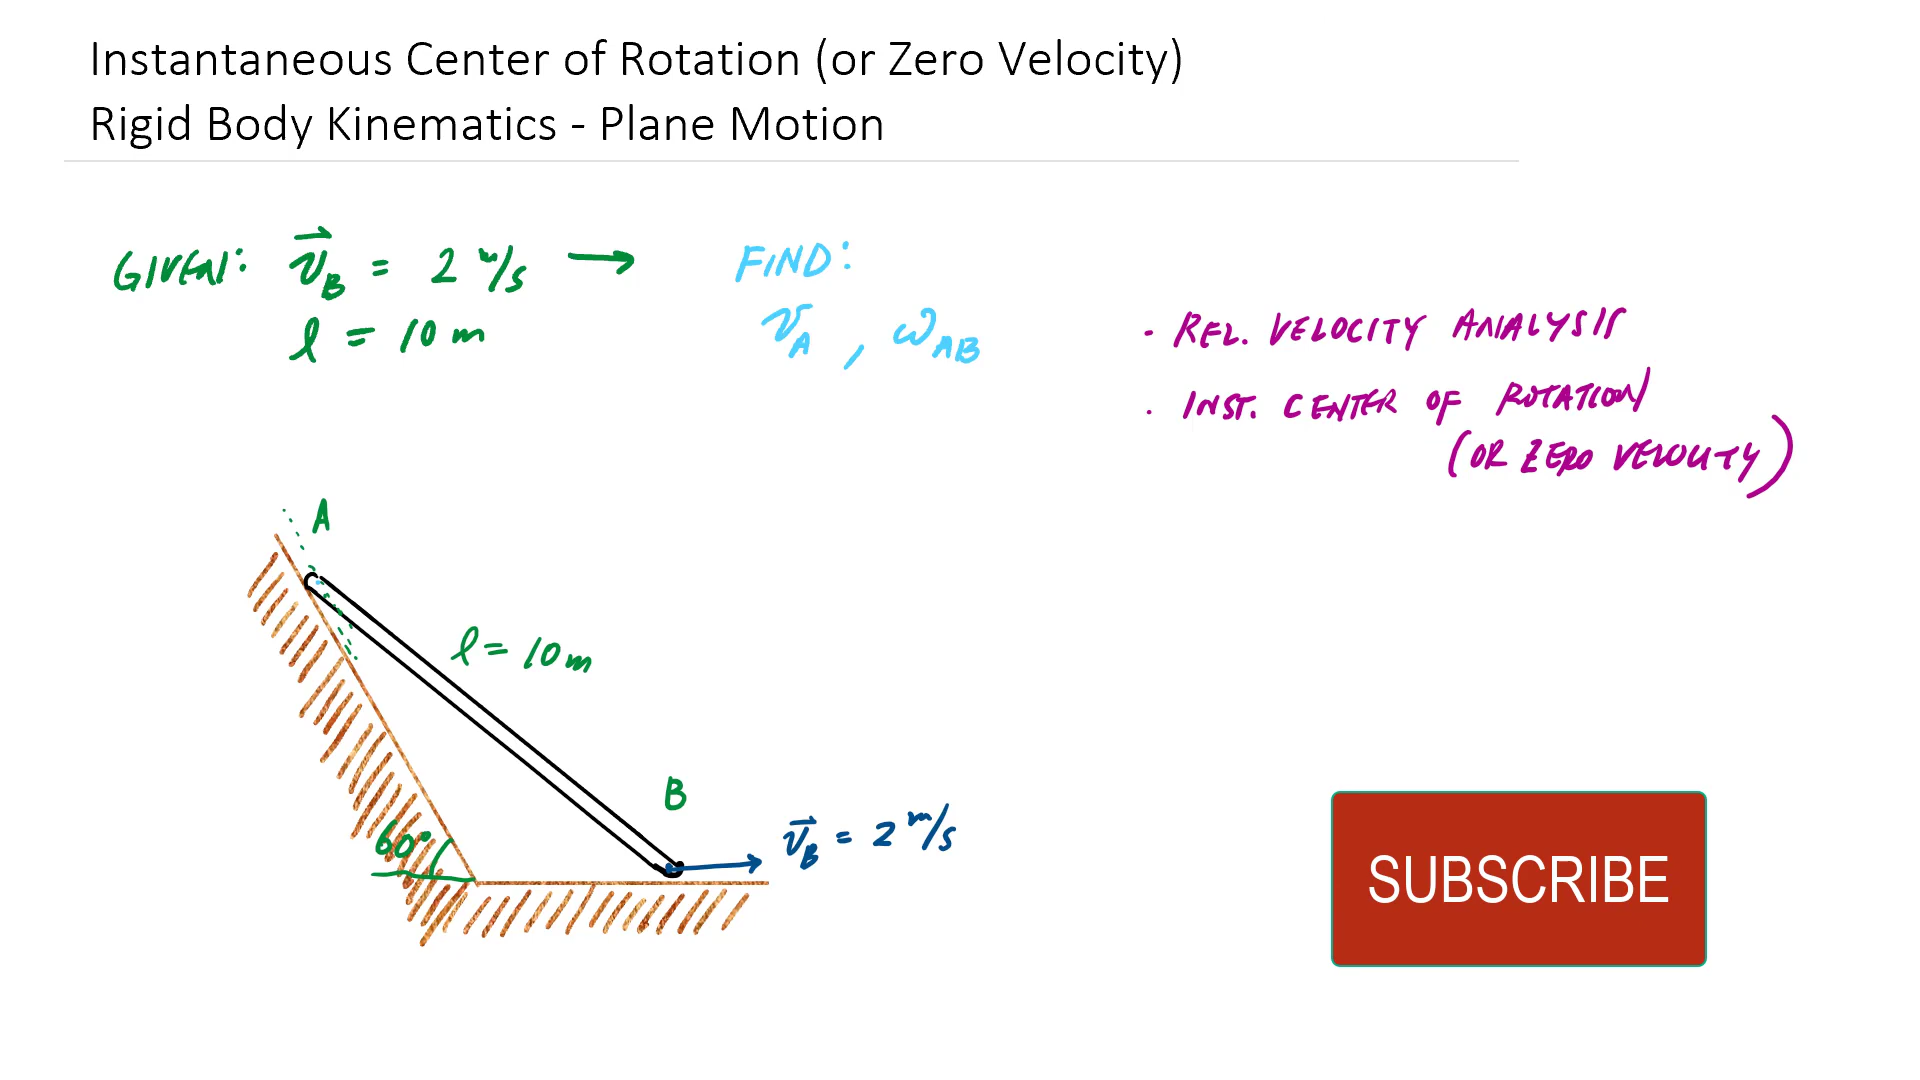 Instantaneous Center of Rotation (or Zero Velocity)
Rigid Body Kinematics - Plane Motion
GIVEN: v⃗B = 2 m/s →
l = 10 m
FIND:
vA , ωAB
· REL. VELOCITY ANALYSIS
· INST. CENTER OF ROTATION
(OR ZERO VELOCITY)
A
l = 10 m
B
v⃗B = 2 m/s
60°
SUBSCRIBE